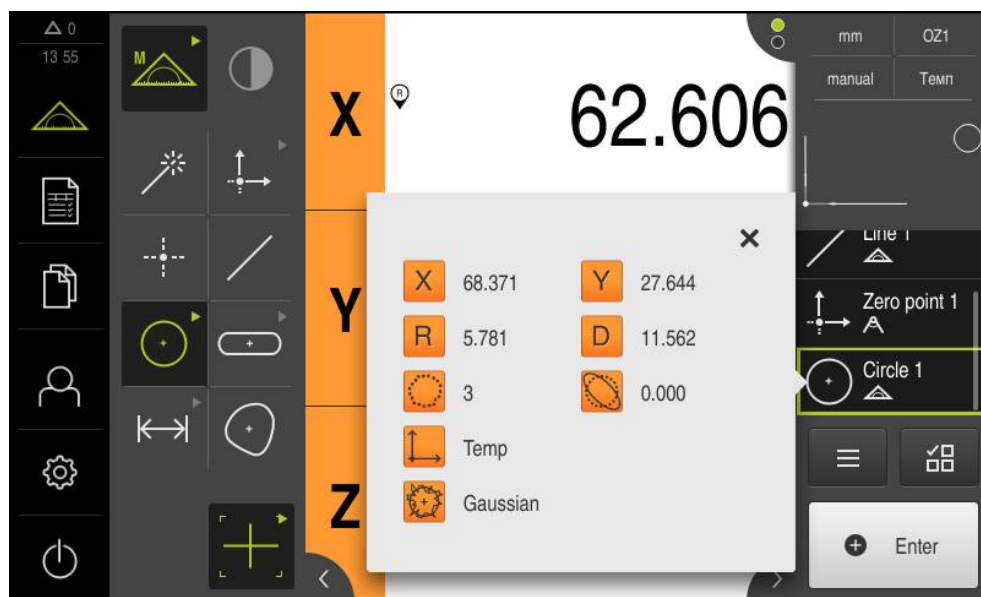 0
13 55
M
X
R
62.606
Y
Z
X 68.371
Y 27.644
R 5.781
D 11.562
3
0.000
Temp
Gaussian
mm
OZ1
manual
Темп
Line 1
Zero point 1
Circle 1
Enter